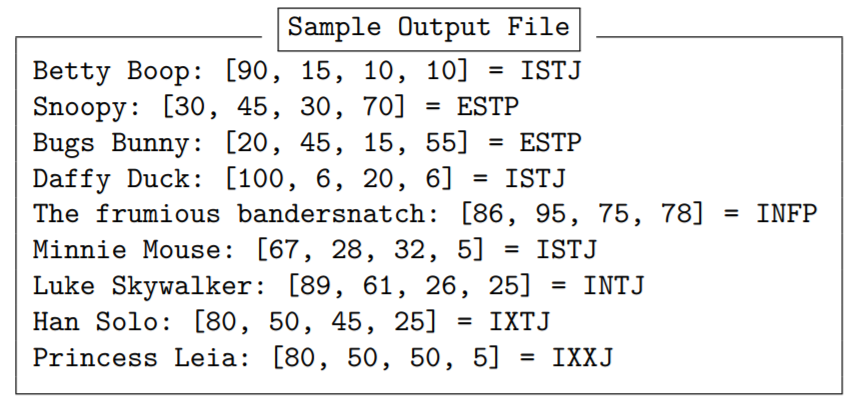 Sample Output File
Betty Boop: [90, 15, 10, 10] = ISTJ
Snoopy: [30, 45, 30, 70] = ESTP
Bugs Bunny: [20, 45, 15, 55] = ESTP
Daffy Duck: [100, 6, 20, 6] = ISTJ
The frumious bandersnatch: [86, 95, 75, 78] = INFP
Minnie Mouse: [67, 28, 32, 5] = ISTJ
Luke Skywalker: [89, 61, 26, 25] = INTJ
Han Solo: [80, 50, 45, 25] = IXTJ
Princess Leia: [80, 50, 50, 5] = IXXJ